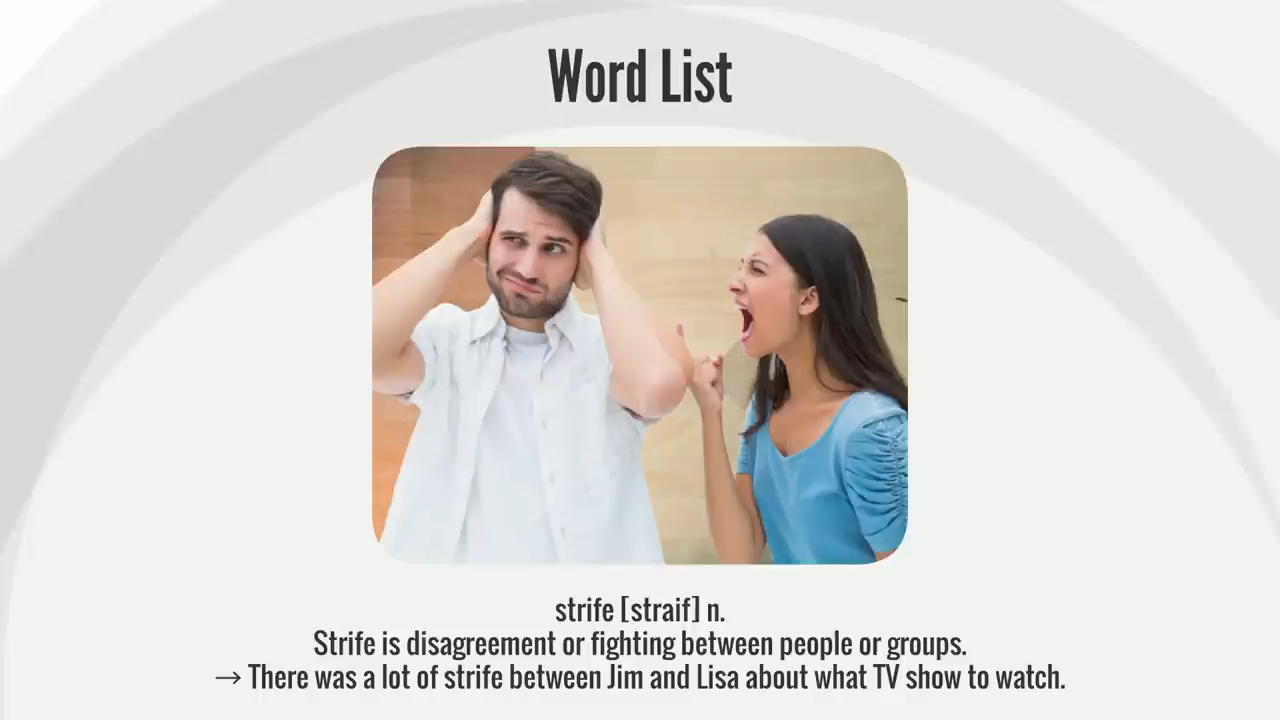 Word List
strife [straif] n.
Strife is disagreement or fighting between people or groups.
→ There was a lot of strife between Jim and Lisa about what TV show to watch.